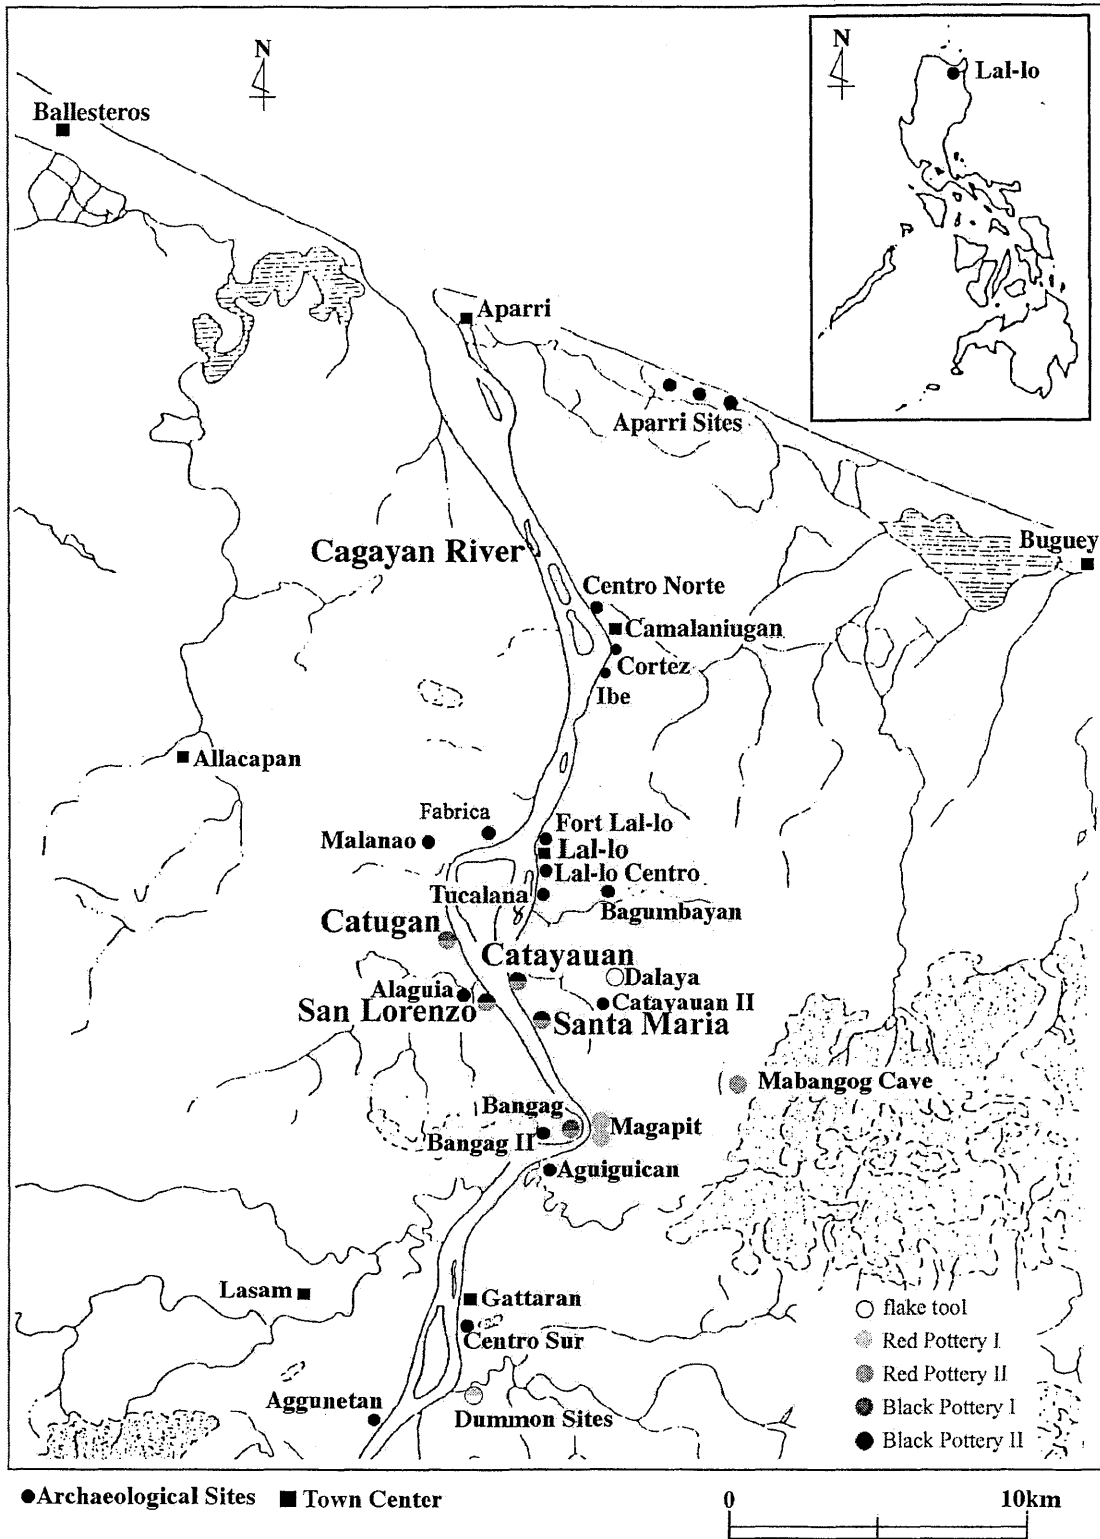 N
N
Lal-lo
Ballesteros
Aparri
Aparri Sites
Buguey
Cagayan River
Centro Norte
Camalaniugan
Cortez
Ibe
Allacapan
Fabrica
Fort Lal-lo
Malanao
Lal-lo
Lal-lo Centro
Tucalana
Bagumbayan
Catugan
Catayauan
Dalaya
Alaguia
Catayauan II
San Lorenzo
Santa Maria
Mabangog Cave
Bangag
Magapit
Bangag II
Aguiguican
Lasam
Gattaran
Centro Sur
Aggunetan
Dummon Sites
flake tool
Red Pottery I
Red Pottery II
Black Pottery I
Black Pottery II
Archaeological Sites
Town Center
0
10km